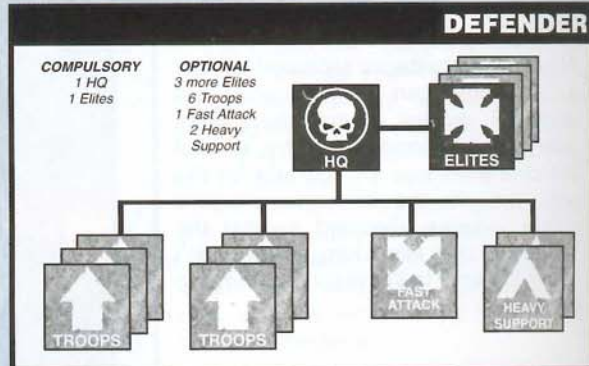 DEFENDER
COMPULSORY
1 HQ
1 Elites
OPTIONAL
3 more Elites
6 Troops
1 Fast Attack
2 Heavy
Support
HQ
ELITES
TROOPS
TROOPS
FAST
ATTACK
HEAVY
SUPPORT